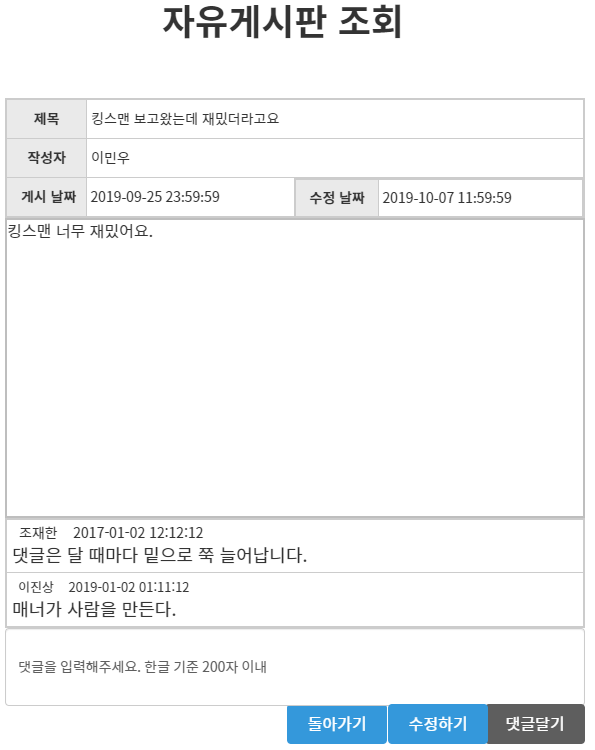 자유게시판 조회
제목 킹스맨 보고왔는데 재밌더라고요
작성자 이민우
게시 날짜 2019-09-25 23:59:59 수정 날짜 2019-10-07 11:59:59
킹스맨 너무 재밌어요.
조재한 2017-01-02 12:12:12
댓글은 달 때마다 밑으로 쭉 늘어납니다.
이진상 2019-01-02 01:11:12
매너가 사람을 만든다.
댓글을 입력해주세요. 한글 기준 200자 이내
돌아가기 수정하기 댓글달기